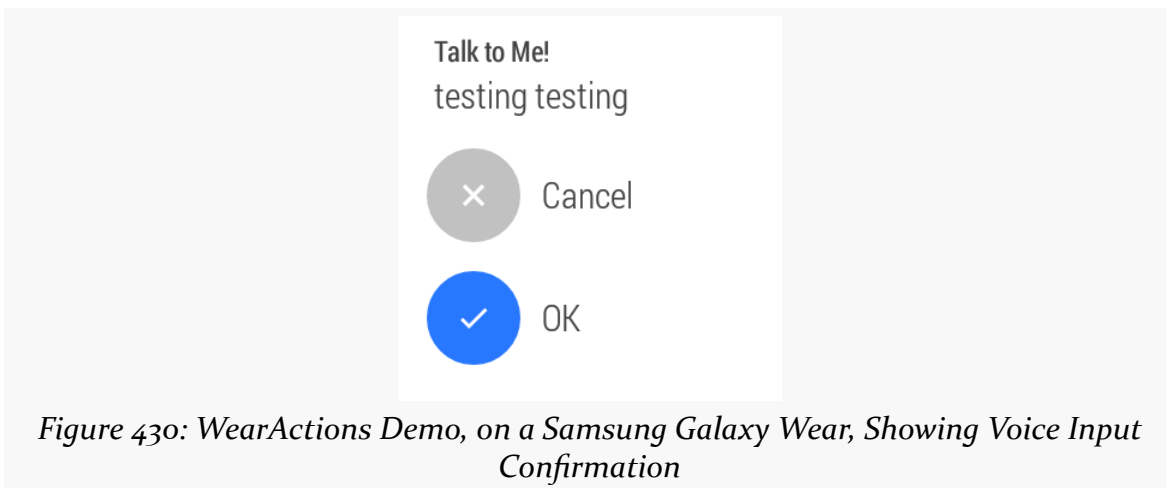 Talk to Me!
testing testing
Cancel
OK
Figure 430: WearActions Demo, on a Samsung Galaxy Wear, Showing Voice Input
Confirmation